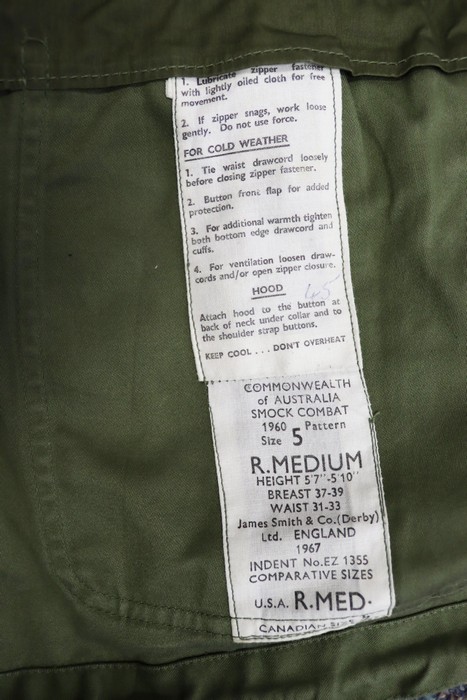 1. Lubricate zipper fastener
with lightly oiled cloth for free
movement.
2. If zipper snags, work loose
gently. Do not use force.
FOR COLD WEATHER
1. Tie waist drawcord loosely
before closing zipper fastener.
2. Button front flap for added
protection.
3. For additional warmth tighten
both bottom edge drawcord and
cuffs.
4. For ventilation loosen draw-
cords and/or open zipper closure.
HOOD
Attach hood to the button at
back of neck under collar and to
the shoulder strap buttons.
KEEP COOL . . . DON'T OVERHEAT
COMMONWEALTH
of AUSTRALIA
SMOCK COMBAT
1960 Pattern
Size 5
R.MEDIUM
HEIGHT 5'7"-5'10"
BREAST 37-39
WAIST 31-33
James Smith & Co.(Derby)
Ltd. ENGLAND
1967
INDENT No.EZ 1355
COMPARATIVE SIZES
U.S.A. R.MED.
CANADIAN